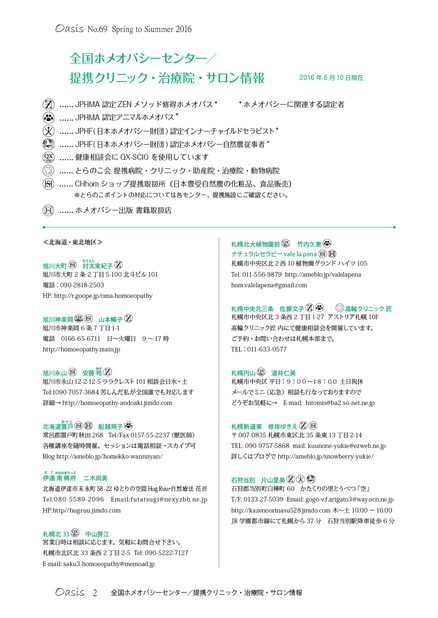 Oasis No.69 Spring to Siummer 2016
全国ホメオパシーセンター／
提携クリニック・治療院・サロン情報
2016 年 6 月 10 日現在
……JPHMA 認定 ZEN メソッド修得ホメオパス* *ホメオパシーに関連する認定者
……JPHMA 認定アニマルホメオパス*
……JPHF( 日本ホメオパシー財団 ) 認定インナーチャイルドセラピスト*
……JPHF( 日本ホメオパシー財団 ) 認定ホメオパシー自然農従事者*
QX ……健康相談会に QX-SCIO を使用しています
……とらのこ会 提携病院・クリニック・助産院・治療院・動物病院
……CHhom ショップ提携取扱所（日本豊受自然農の化粧品、食品販売）
※とらのこポイントの対応については各センター、提携施設にご確認ください。
……ホメオパシー出版 書籍取扱店
≪北海道・東北地区≫
旭川大町 村太実紀子
旭川市大町 2 条 2 丁目 5-100 北斗ビル 101
電話：090-2818-2503
HP: http://r.goope.jp/oma-homoeopathy
旭川神楽岡 山本暢子
旭川市神楽岡 6 条 7 丁目 1-1
電話 0166-65-6711 日～火曜日 9 ～ 17 時
http://homoeopathy.main.jp
旭川永山 安藤
旭川市永山 12-2-12-5 ララクレスト 101 相談会日水・土
Tel:1090-7057-3684 苦しんだ私が全国誰でも対応します
詳細→ http://homoeopathy-andoaki.jimdo.com
北海道置戸 船越規子
常呂郡置戸町秋田 268 Tel/Fax 0157-55-2237 (獣医師)
各種講座を随時開催。セッションは電話相談・スカイプ可
Blog http://ameblo.jp/homekko-wannnyan/
伊達南稀府 二木尚美
北海道伊達市末永町 58-22 ゆとりの空間 Hug Ruu・自然療法 花音
Tel:080-5589-2096 Email:futatsugi@nexyzbb.ne.jp
HP:http://hugruu.jimdo.com
札幌北 33 中山房江
営業日時は相談に応じます。気軽にお問合せ下さい。
札幌市北区北 33 条西 2 丁目 2-5 Tel: 090-5222-7127
E-mail: saku3-homoeopathy@memoad.jp
札幌北大植物園前 竹内久恵
ナチュラルセラピー vale la pena
札幌市中央区北 2 西 10 植物園グランド ハイツ 105
Tel: 011-556-9879 http://ameblo.jp/valelapena
hom.valelapena@gmail.com
札幌中央北三条 佐藤文子 高輪クリニック 匠
札幌市中央区北 3 条西 2 丁目 1-27 アストリア札幌 10F
高輪クリニック匠 内にて健康相談会を開催しています。
ご予約・お問い合わせは札幌本部まで。
TEL : 011-633-0577
札幌円山 違井仁美
札幌市中央区 平日：9：00～18：00 土日祝休
メールでミニ（応急）相談も行なっておりますので
どうぞお気軽に→ E-mail: hitomis@ba2.so-net.ne.jp
札幌新道東 根岸ゆきえ
〒007-0835 札幌市東区北 35 条東 13 丁目 2-14
TEL: 090-9757-5868 mail: kuunone-yukie@ezweb.ne.jp
詳しくはブログで http://ameblo.jp/snowberry-yukie/
石狩当別 片山里美
石狩郡当別町白樺町 60 かたくりの里とうべつ「空」
T/F: 0133-27-5039 Email: gogo-v.f.arigato3@way.ocn.ne.jp
http://kazenoorinasu528.jimdo.com 木～土 10:00 ～ 16:00
JR 学園都市線にて札幌から 37 分 石狩当別駅降車徒歩 6 分
Oasis 2 全国ホメオパシーセンター／提携クリニック・治療院・サロン情報